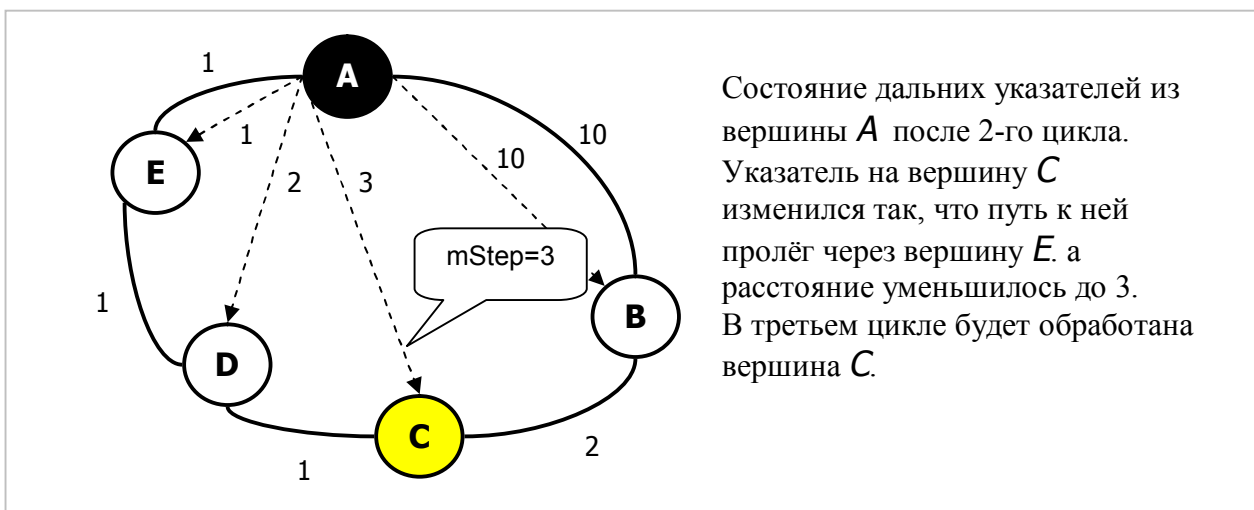 1
A
10
E
1
10
2
3
mStep=3
1
B
D
C
2
1
Состояние дальних указателей из
вершины A после 2-го цикла.
Указатель на вершину C
изменился так, что путь к ней
пролёг через вершину E. а
расстояние уменьшилось до 3.
В третьем цикле будет обработана
вершина C.